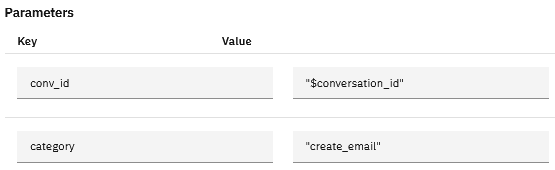 Parameters
Key Value
conv_id "$conversation_id"
category "create_email"